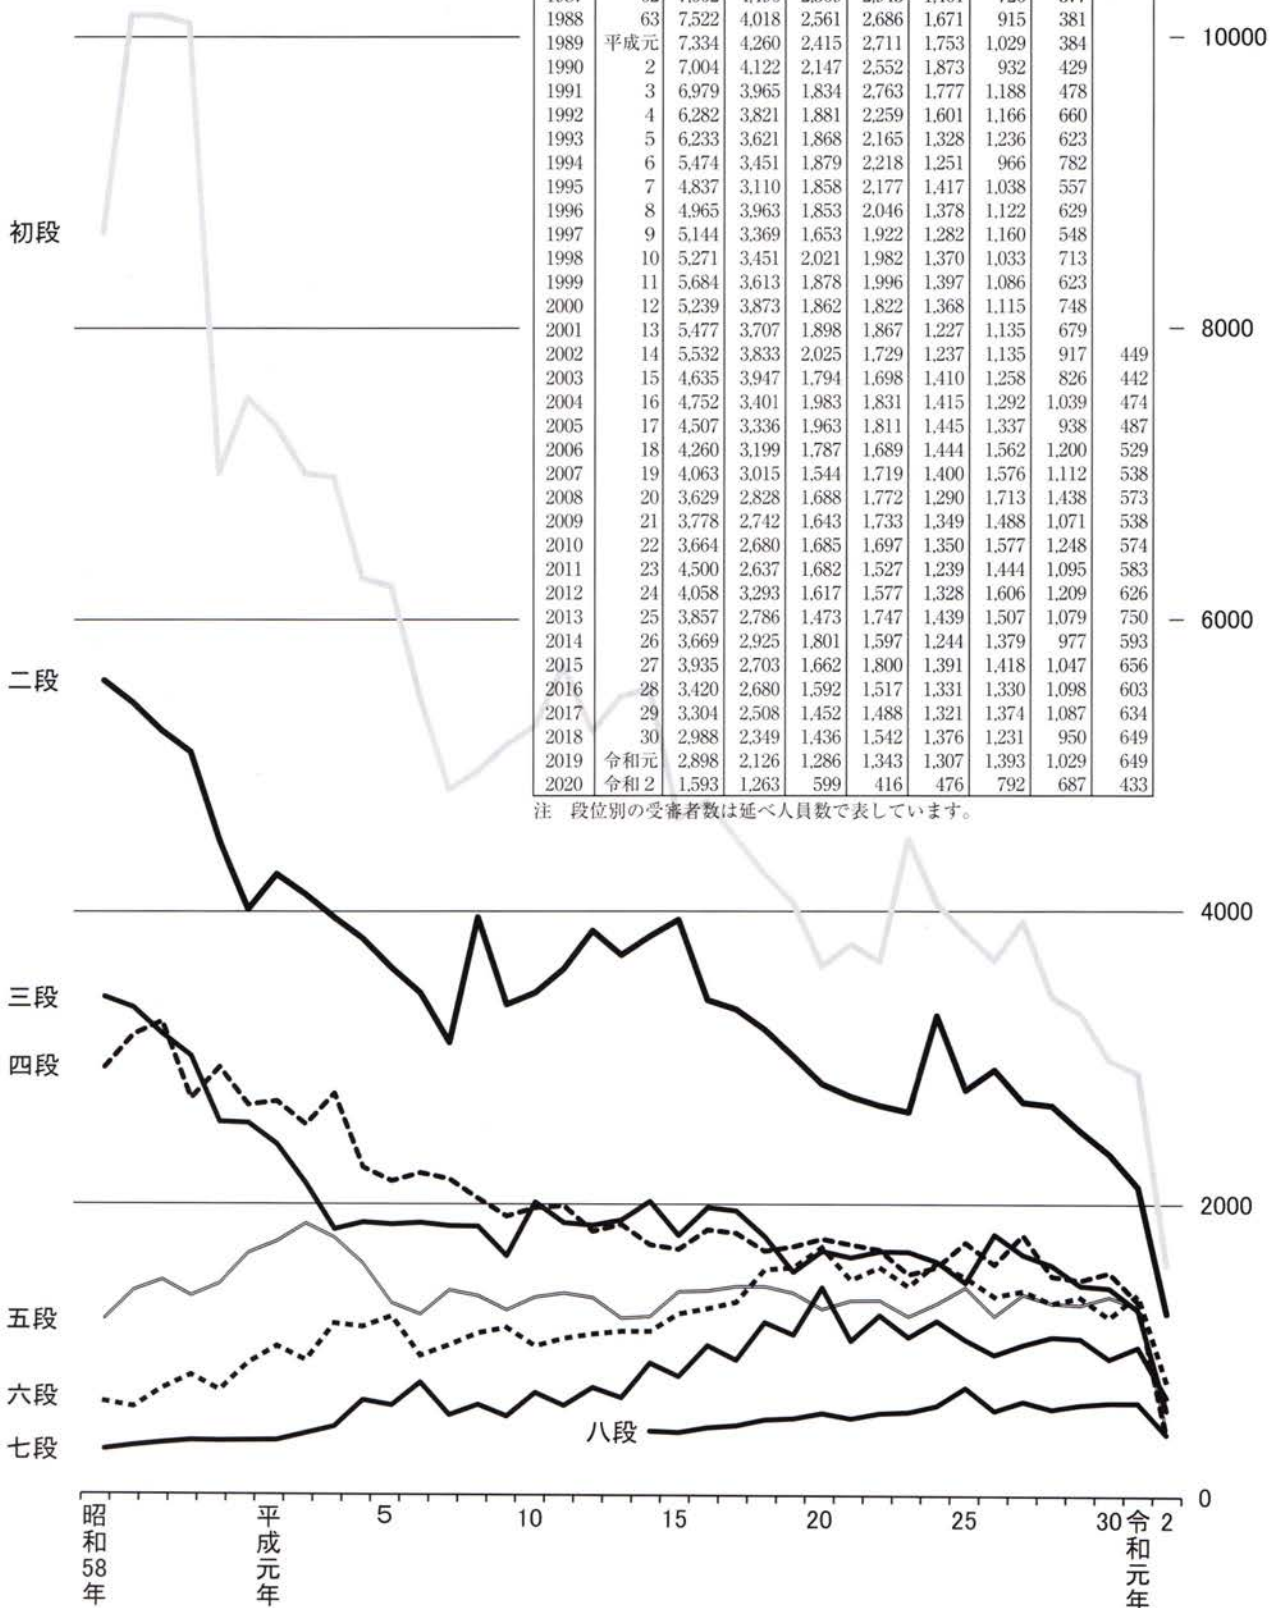 1988 63 7,522 4,018 2,561 2,686 1,671 915 381
1989 平成元 7,334 4,260 2,415 2,711 1,753 1,029 384
1990 2 7,004 4,122 2,147 2,552 1,873 932 429
1991 3 6,979 3,965 1,834 2,763 1,777 1,188 478
1992 4 6,282 3,821 1,881 2,259 1,601 1,166 660
1993 5 6,233 3,621 1,868 2,165 1,328 1,236 623
1994 6 5,474 3,451 1,879 2,218 1,251 966 782
1995 7 4,837 3,110 1,858 2,177 1,417 1,038 557
1996 8 4,965 3,963 1,853 2,046 1,378 1,122 629
1997 9 5,144 3,369 1,653 1,922 1,282 1,160 548
1998 10 5,271 3,451 2,021 1,982 1,370 1,033 713
1999 11 5,684 3,613 1,878 1,996 1,397 1,086 623
2000 12 5,239 3,873 1,862 1,822 1,368 1,115 748
2001 13 5,477 3,707 1,898 1,867 1,227 1,135 679
2002 14 5,532 3,833 2,025 1,729 1,237 1,135 917 449
2003 15 4,635 3,947 1,794 1,698 1,410 1,258 826 442
2004 16 4,752 3,401 1,983 1,831 1,415 1,292 1,039 474
2005 17 4,507 3,336 1,963 1,811 1,445 1,337 938 487
2006 18 4,260 3,199 1,787 1,689 1,444 1,562 1,200 529
2007 19 4,063 3,015 1,544 1,719 1,400 1,576 1,112 538
2008 20 3,629 2,828 1,688 1,772 1,290 1,713 1,438 573
2009 21 3,778 2,742 1,643 1,733 1,349 1,488 1,071 538
2010 22 3,664 2,680 1,685 1,697 1,350 1,577 1,248 574
2011 23 4,500 2,637 1,682 1,527 1,239 1,444 1,095 583
2012 24 4,058 3,293 1,617 1,577 1,328 1,606 1,209 626
2013 25 3,857 2,786 1,473 1,747 1,439 1,507 1,079 750
2014 26 3,669 2,925 1,801 1,597 1,244 1,379 977 593
2015 27 3,935 2,703 1,662 1,800 1,391 1,418 1,047 656
2016 28 3,420 2,680 1,592 1,517 1,331 1,330 1,098 603
2017 29 3,304 2,508 1,452 1,488 1,321 1,374 1,087 634
2018 30 2,988 2,349 1,436 1,542 1,376 1,231 950 649
2019 令和元 2,898 2,126 1,286 1,343 1,307 1,393 1,029 649
2020 令和2 1,593 1,263 599 416 476 792 687 433
注 段位別の受審者数は延べ人員数で表しています。
10000
8000
6000
4000
2000
0
初段
二段
三段
四段
五段
六段
七段
八段
昭和58年
平成元年
5
10
15
20
25
30
令和元年
2